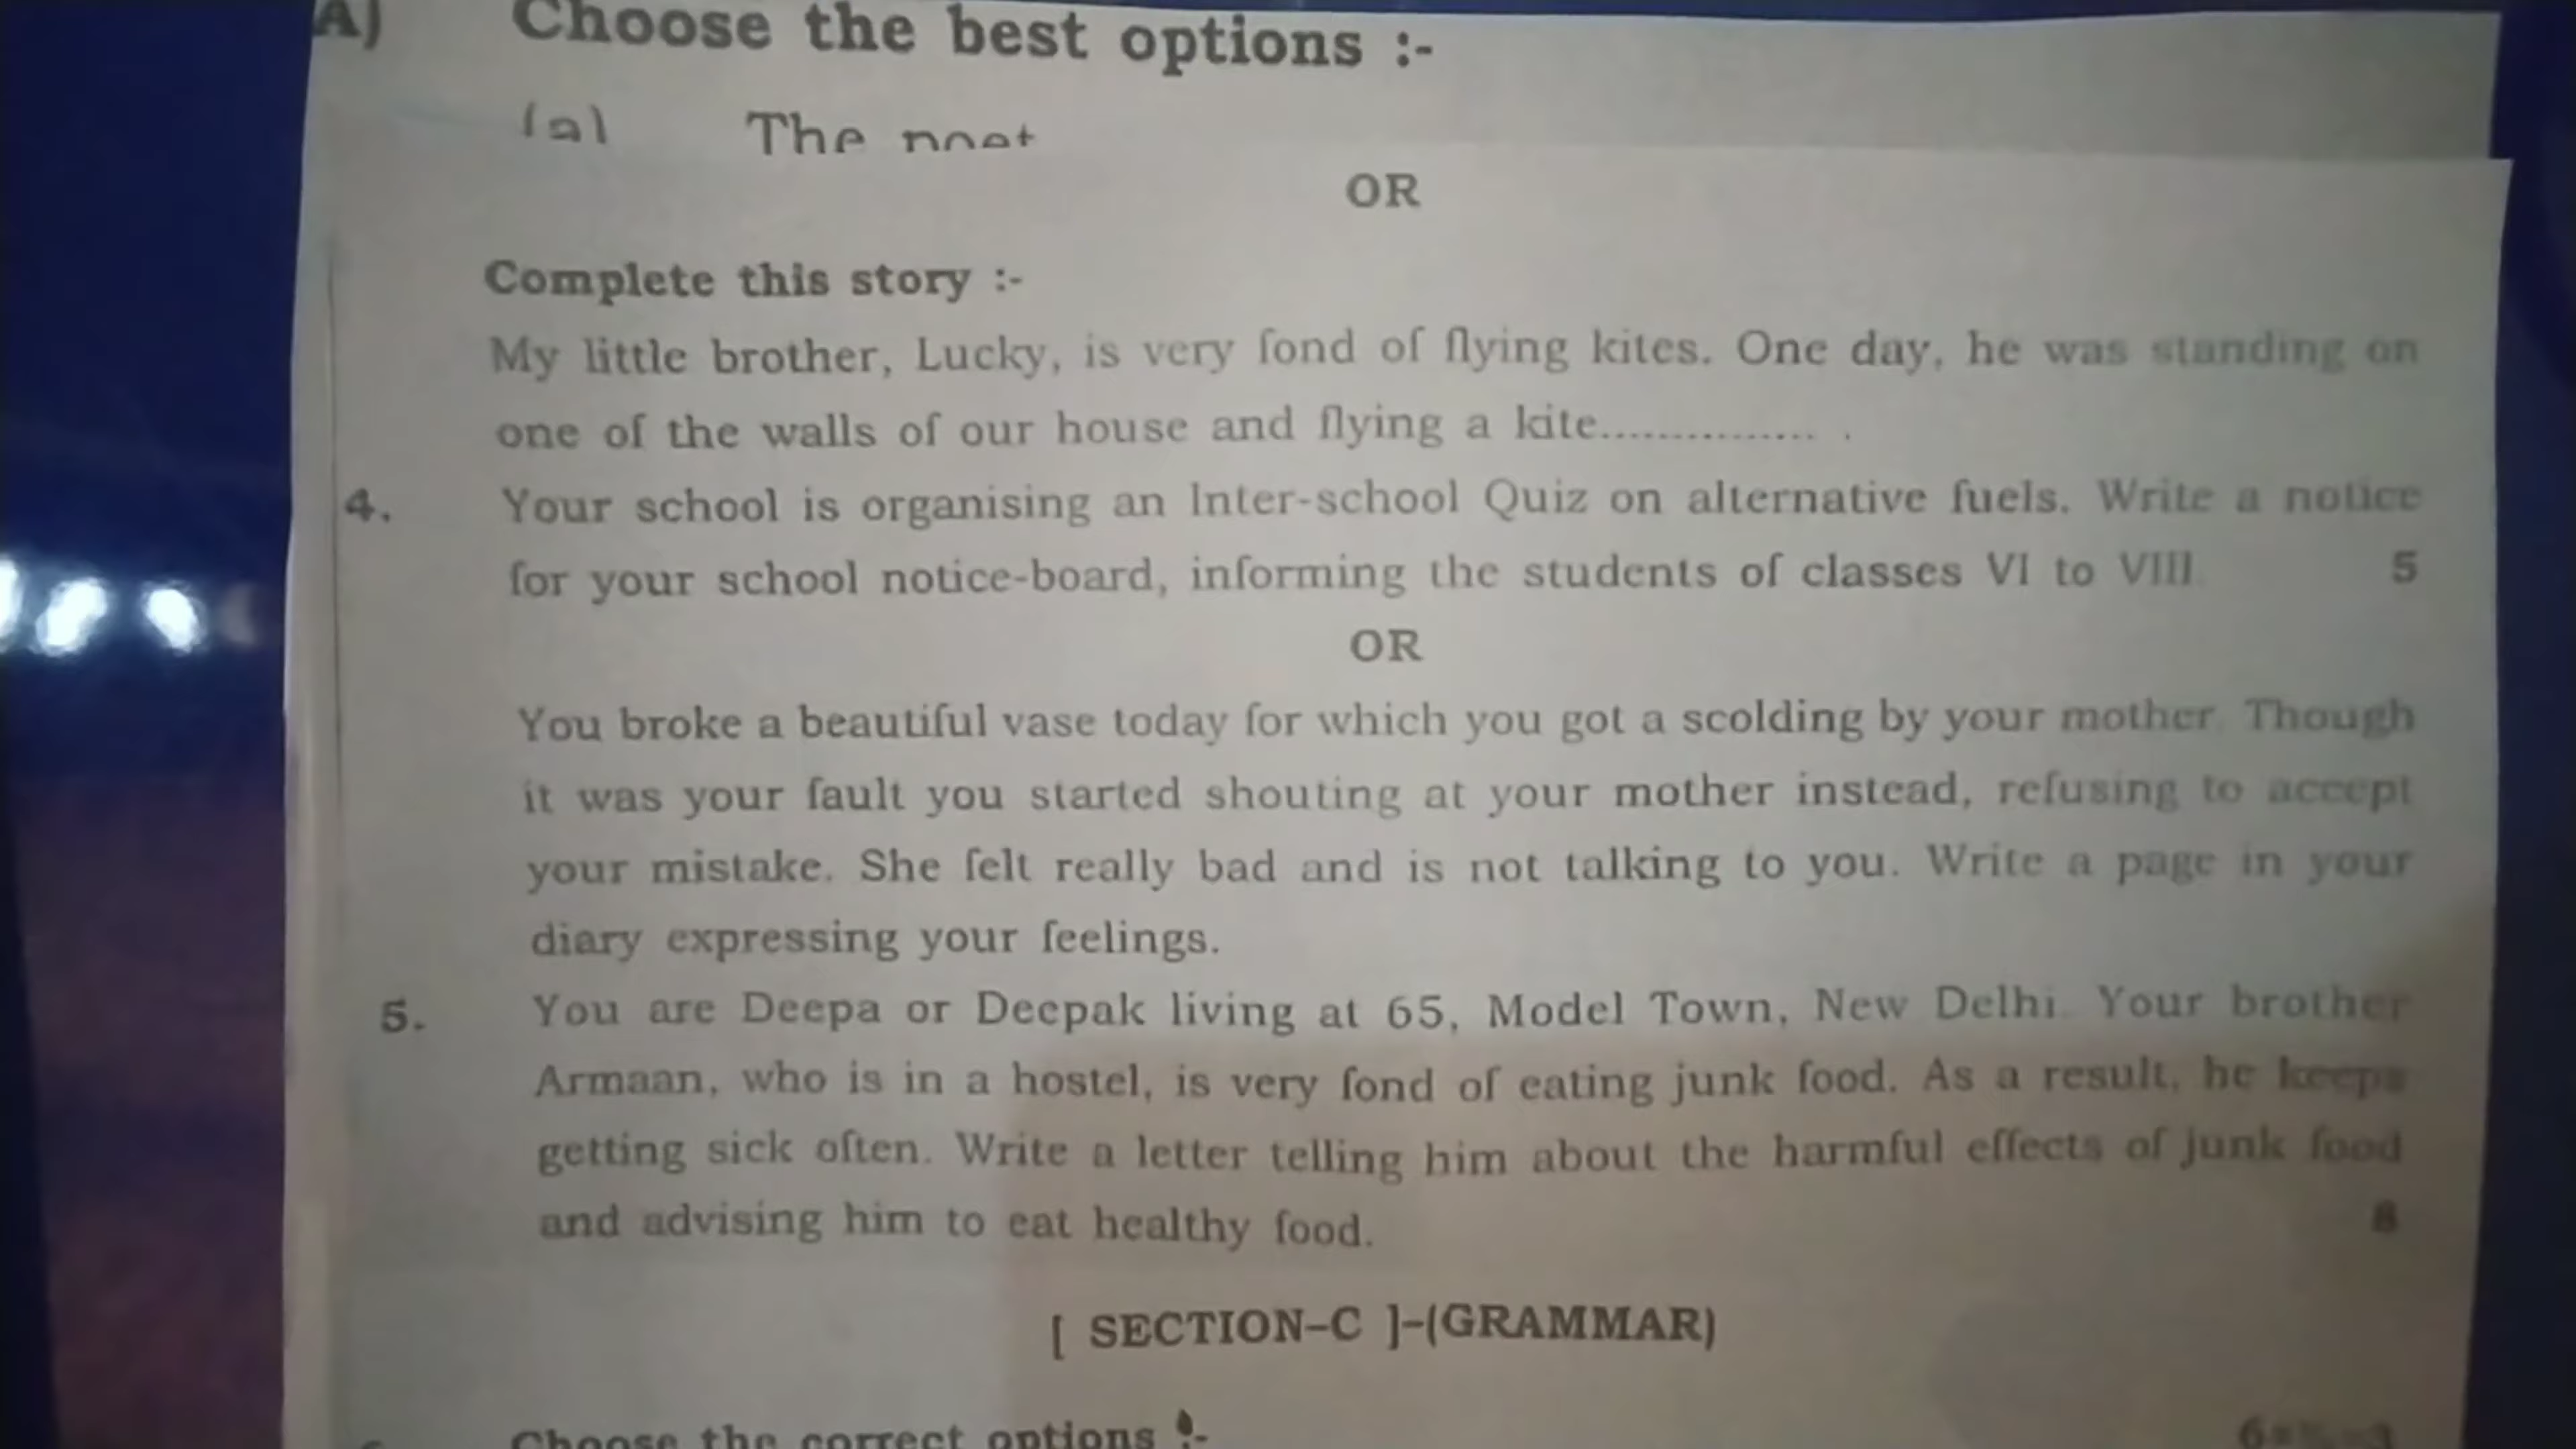 A) Choose the best options :-
(a) The poet
OR
Complete this story :-
My little brother, Lucky, is very fond of flying kites. One day, he was standing on
one of the walls of our house and flying a kite............... .
4. Your school is organising an Inter-school Quiz on alternative fuels. Write a notice
for your school notice-board, informing the students of classes VI to VIII. 5
OR
You broke a beautiful vase today for which you got a scolding by your mother. Though
it was your fault you started shouting at your mother instead, refusing to accept
your mistake. She felt really bad and is not talking to you. Write a page in your
diary expressing your feelings.
5. You are Deepa or Deepak living at 65, Model Town, New Delhi. Your brother
Armaan, who is in a hostel, is very fond of eating junk food. As a result, he keeps
getting sick often. Write a letter telling him about the harmful effects of junk food
and advising him to eat healthy food. 8
[ SECTION-C ]-(GRAMMAR)
Choose the correct options :-